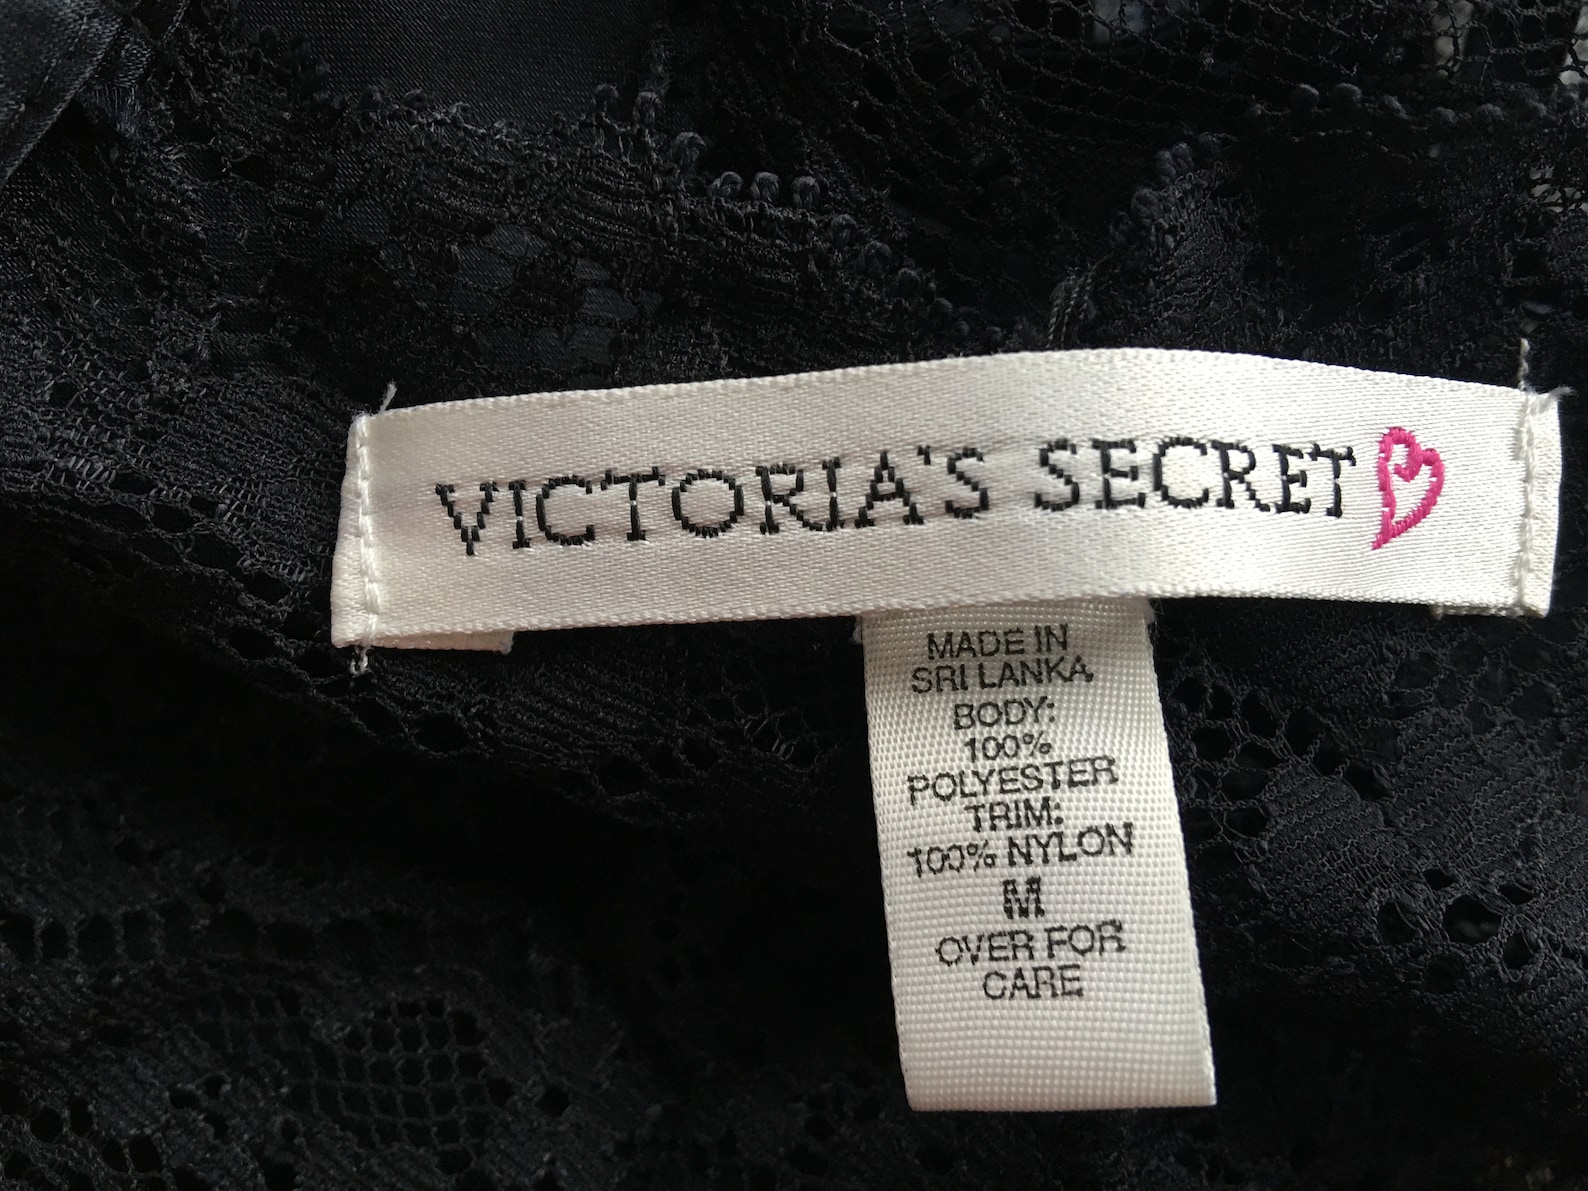 VICTORIA'S SECRET
MADE IN
SRI LANKA
BODY:
100%
POLYESTER
TRIM:
100% NYLON
M
OVER FOR
CARE